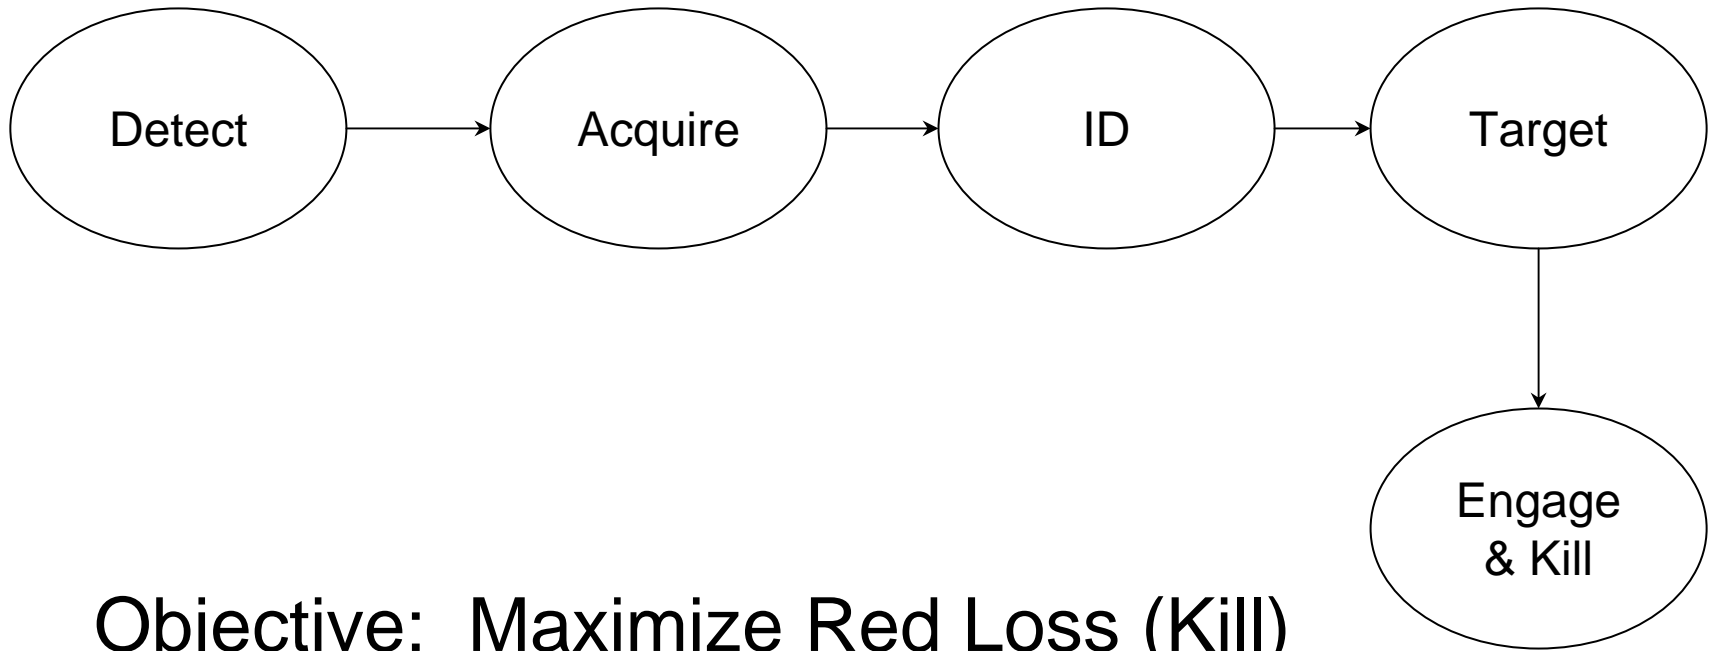 Detect
Acquire
ID
Target
Engage
& Kill
Objective: Maximize Red Loss (Kill)